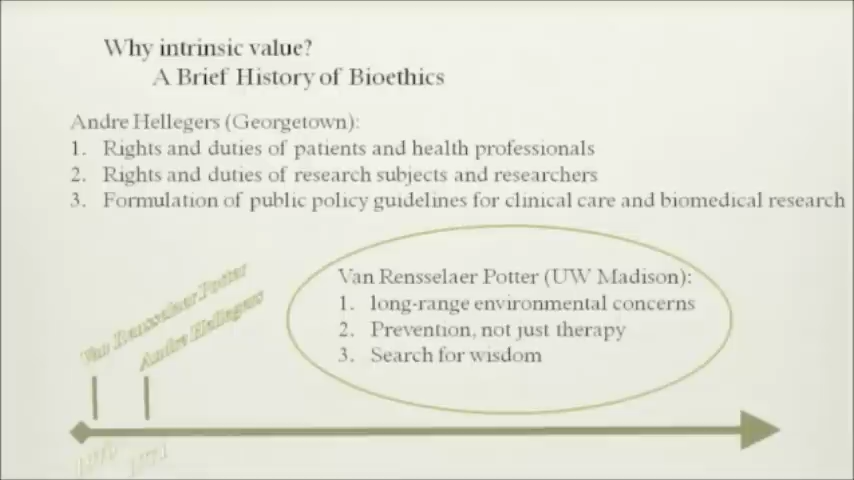 Why intrinsic value?
A Brief History of Bioethics
Andre Hellegers (Georgetown):
1. Rights and duties of patients and health professionals
2. Rights and duties of research subjects and researchers
3. Formulation of public policy guidelines for clinical care and biomedical research
Van Rensselaer Potter (UW Madison):
1. long-range environmental concerns
2. Prevention, not just therapy
3. Search for wisdom
Van Rensselaer Potter
Andre Hellegers
1970
1971